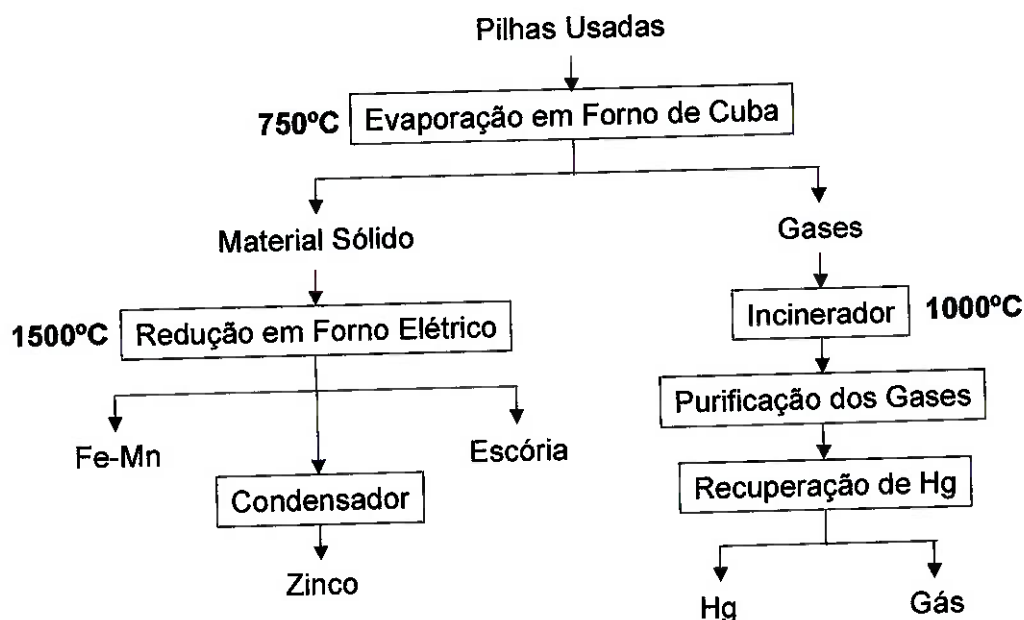 Pilhas Usadas
750ºC
Evaporação em Forno de Cuba
Material Sólido
Gases
1500ºC
Redução em Forno Elétrico
Incinerador
1000ºC
Purificação dos Gases
Fe-Mn
Escória
Recuperação de Hg
Condensador
Zinco
Hg
Gás